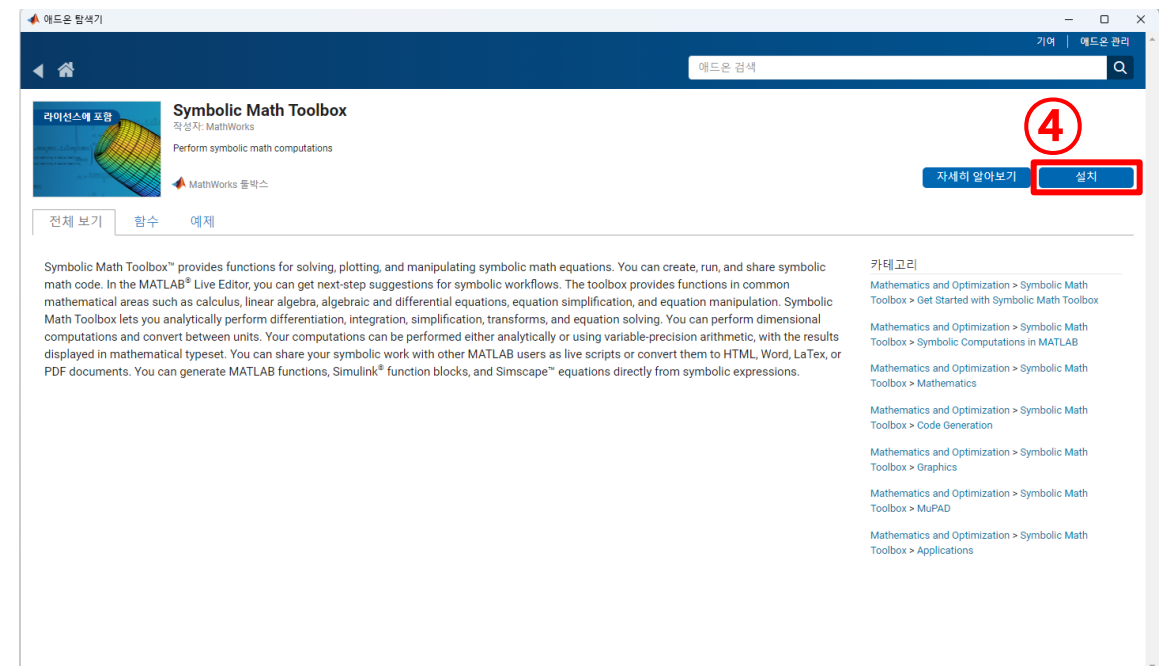 애드온 탐색기
기여 | 애드온 관리
애드온 검색
라이선스에 포함
Symbolic Math Toolbox
작성자: MathWorks
Perform symbolic math computations
MathWorks 툴박스
④
자세히 알아보기
설치
전체 보기
함수
예제
Symbolic Math Toolbox™ provides functions for solving, plotting, and manipulating symbolic math equations. You can create, run, and share symbolic
math code. In the MATLAB® Live Editor, you can get next-step suggestions for symbolic workflows. The toolbox provides functions in common
mathematical areas such as calculus, linear algebra, algebraic and differential equations, equation simplification, and equation manipulation. Symbolic
Math Toolbox lets you analytically perform differentiation, integration, simplification, transforms, and equation solving. You can perform dimensional
computations and convert between units. Your computations can be performed either analytically or using variable-precision arithmetic, with the results
displayed in mathematical typeset. You can share your symbolic work with other MATLAB users as live scripts or convert them to HTML, Word, LaTex, or
PDF documents. You can generate MATLAB functions, Simulink® function blocks, and Simscape™ equations directly from symbolic expressions.
카테고리
Mathematics and Optimization > Symbolic Math
Toolbox > Get Started with Symbolic Math Toolbox
Mathematics and Optimization > Symbolic Math
Toolbox > Symbolic Computations in MATLAB
Mathematics and Optimization > Symbolic Math
Toolbox > Mathematics
Mathematics and Optimization > Symbolic Math
Toolbox > Code Generation
Mathematics and Optimization > Symbolic Math
Toolbox > Graphics
Mathematics and Optimization > Symbolic Math
Toolbox > MuPAD
Mathematics and Optimization > Symbolic Math
Toolbox > Applications